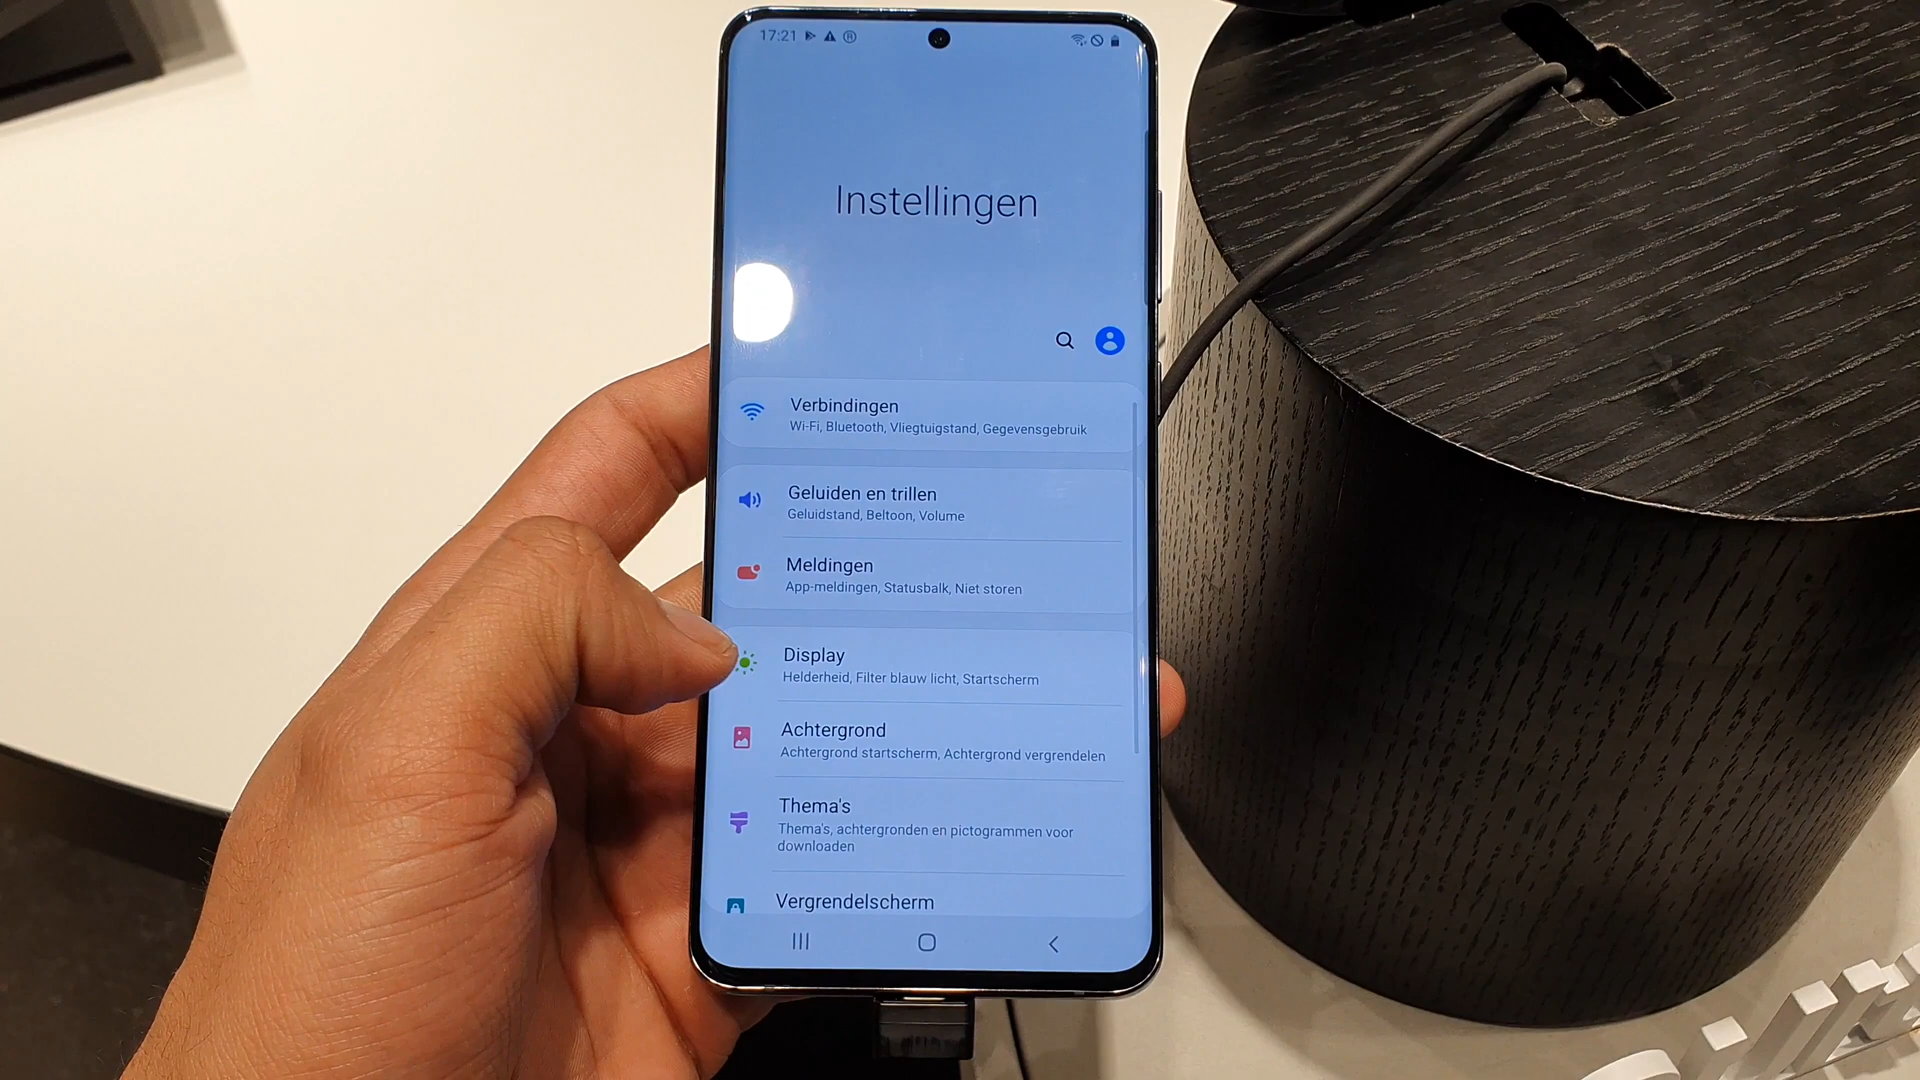 17:21
Instellingen
Verbindingen
Wi-Fi, Bluetooth, Vliegtuigstand, Gegevensgebruik
Geluiden en trillen
Geluidstand, Beltoon, Volume
Meldingen
App-meldingen, Statusbalk, Niet storen
Display
Helderheid, Filter blauw licht, Startscherm
Achtergrond
Achtergrond startscherm, Achtergrond vergrendelen
Thema's
Thema's, achtergronden en pictogrammen voor
downloaden
Vergrendelscherm